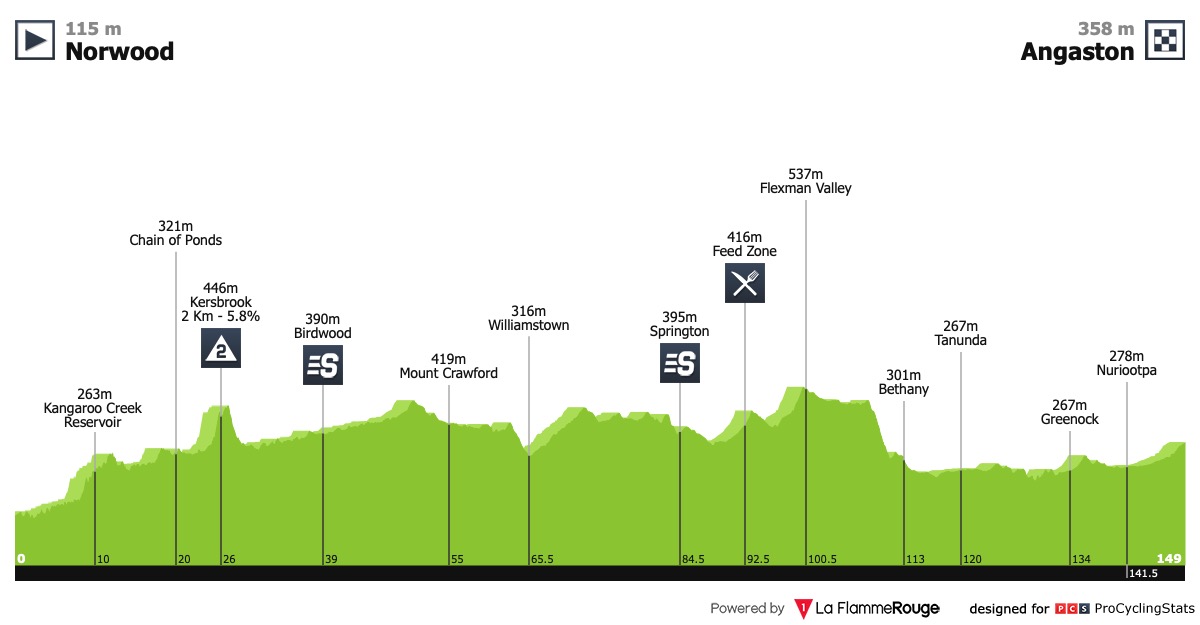 115 m
Norwood
358 m
Angaston
537m
Flexman Valley
321m
Chain of Ponds
416m
Feed Zone
446m
Kersbrook
2 Km - 5.8%
2
390m
Birdwood
S
316m
Williamstown
395m
Springton
S
267m
Tanunda
419m
Mount Crawford
278m
Nuriootpa
301m
Bethany
263m
Kangaroo Creek
Reservoir
267m
Greenock
0 10 20 26 39 55 65.5 84.5 92.5 100.5 113 120 134 149
141.5
Powered by 1 La FlammeRouge designed for PCS ProCyclingStats